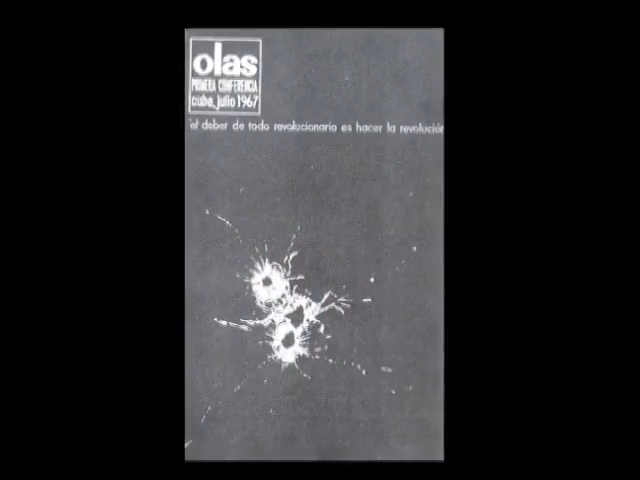 olas
PRIMERA CONFERENCIA
cuba, julio 1967
"el deber de todo revolucionario es hacer la revolución